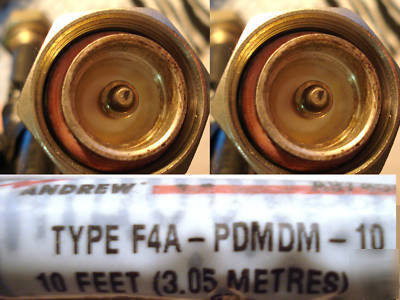 ANDREW
TYPE F4A-PDMDM-10
10 FEET (3.05 METRES)